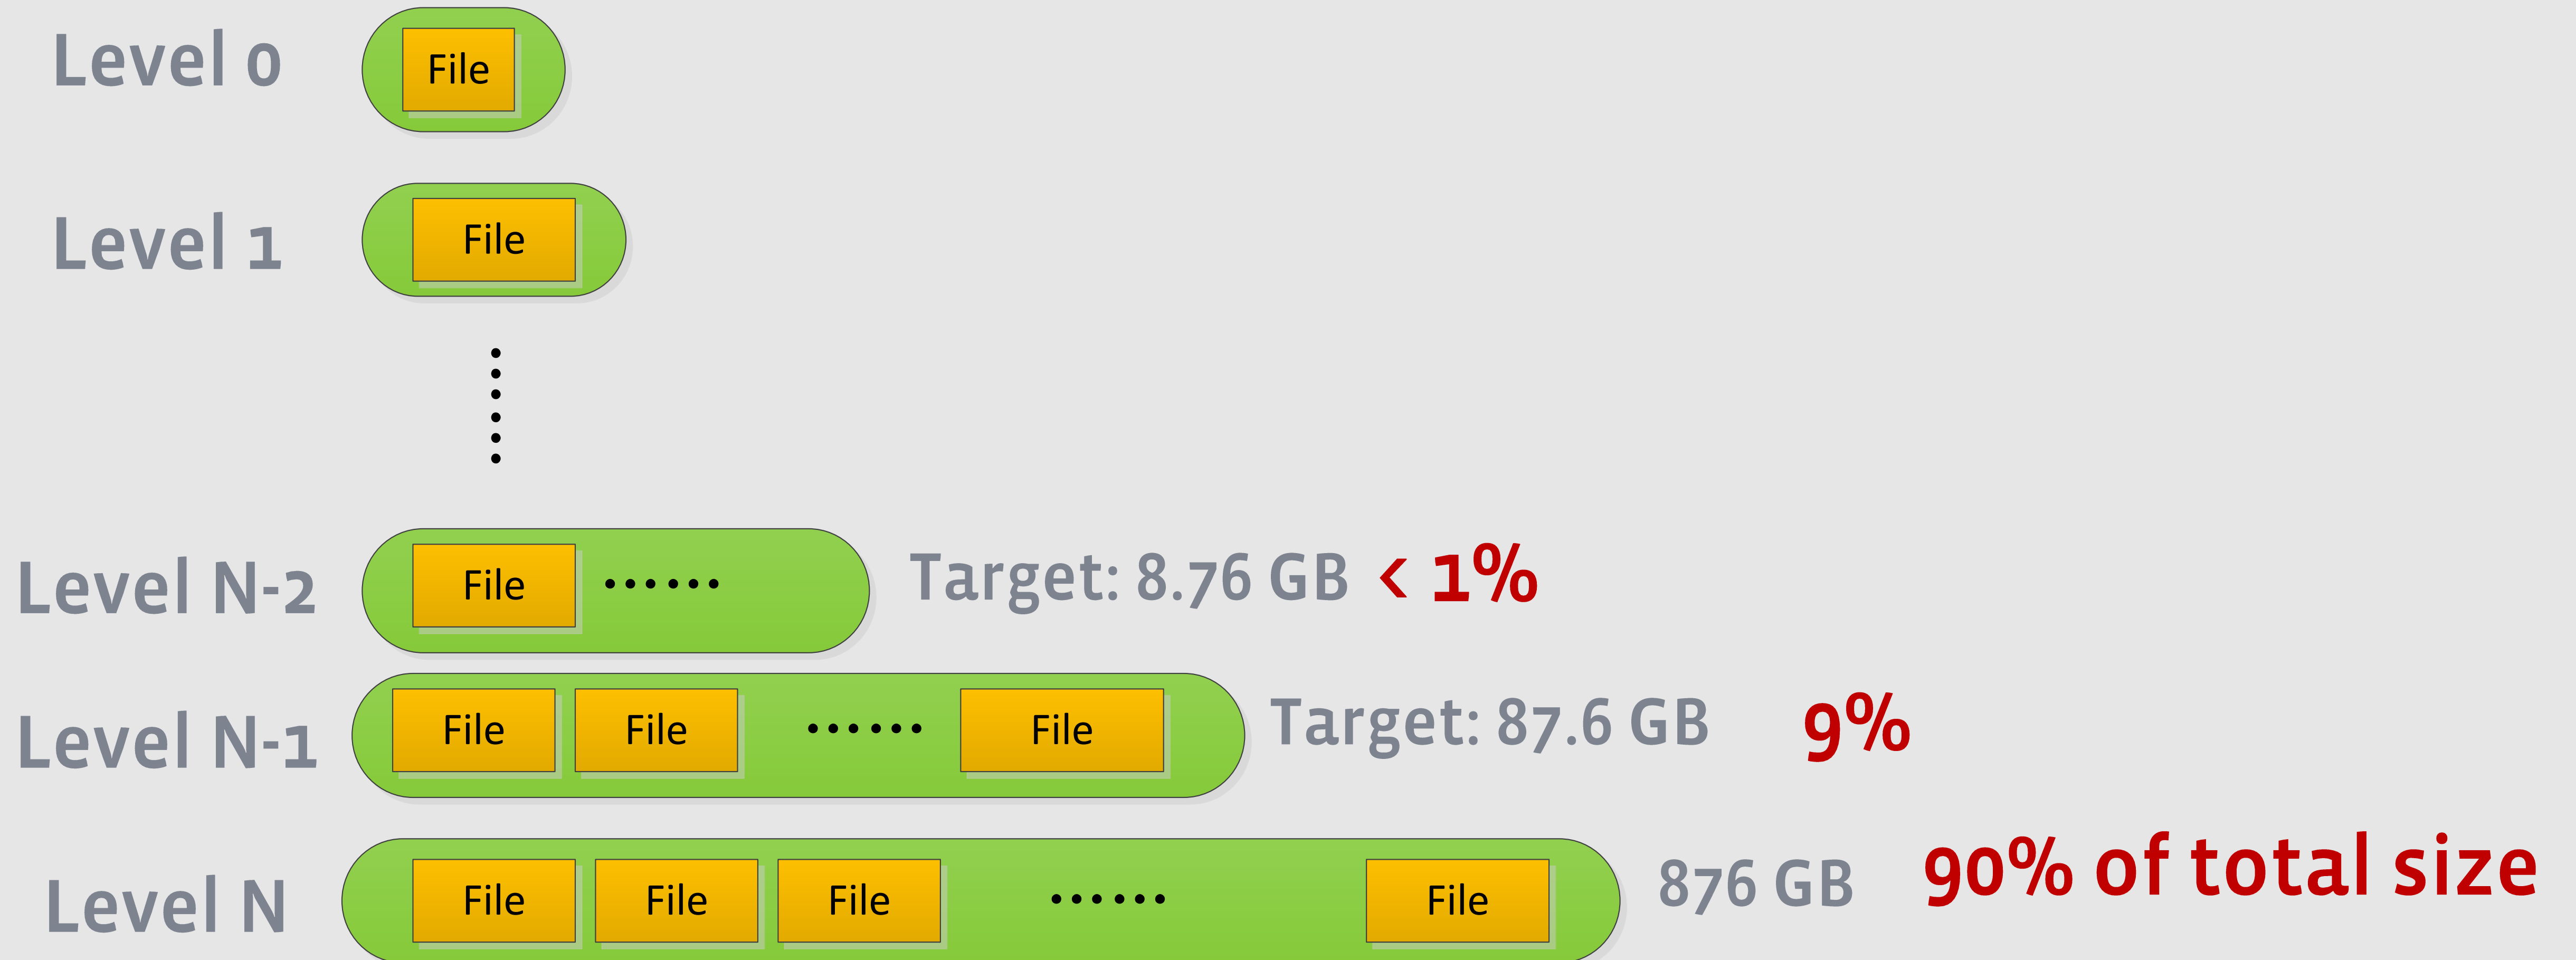 Level 0
File
Level 1
File
Level N-2
File
Target: 8.76 GB < 1%
Level N-1
File File File
Target: 87.6 GB 9%
Level N
File File File File
876 GB 90% of total size